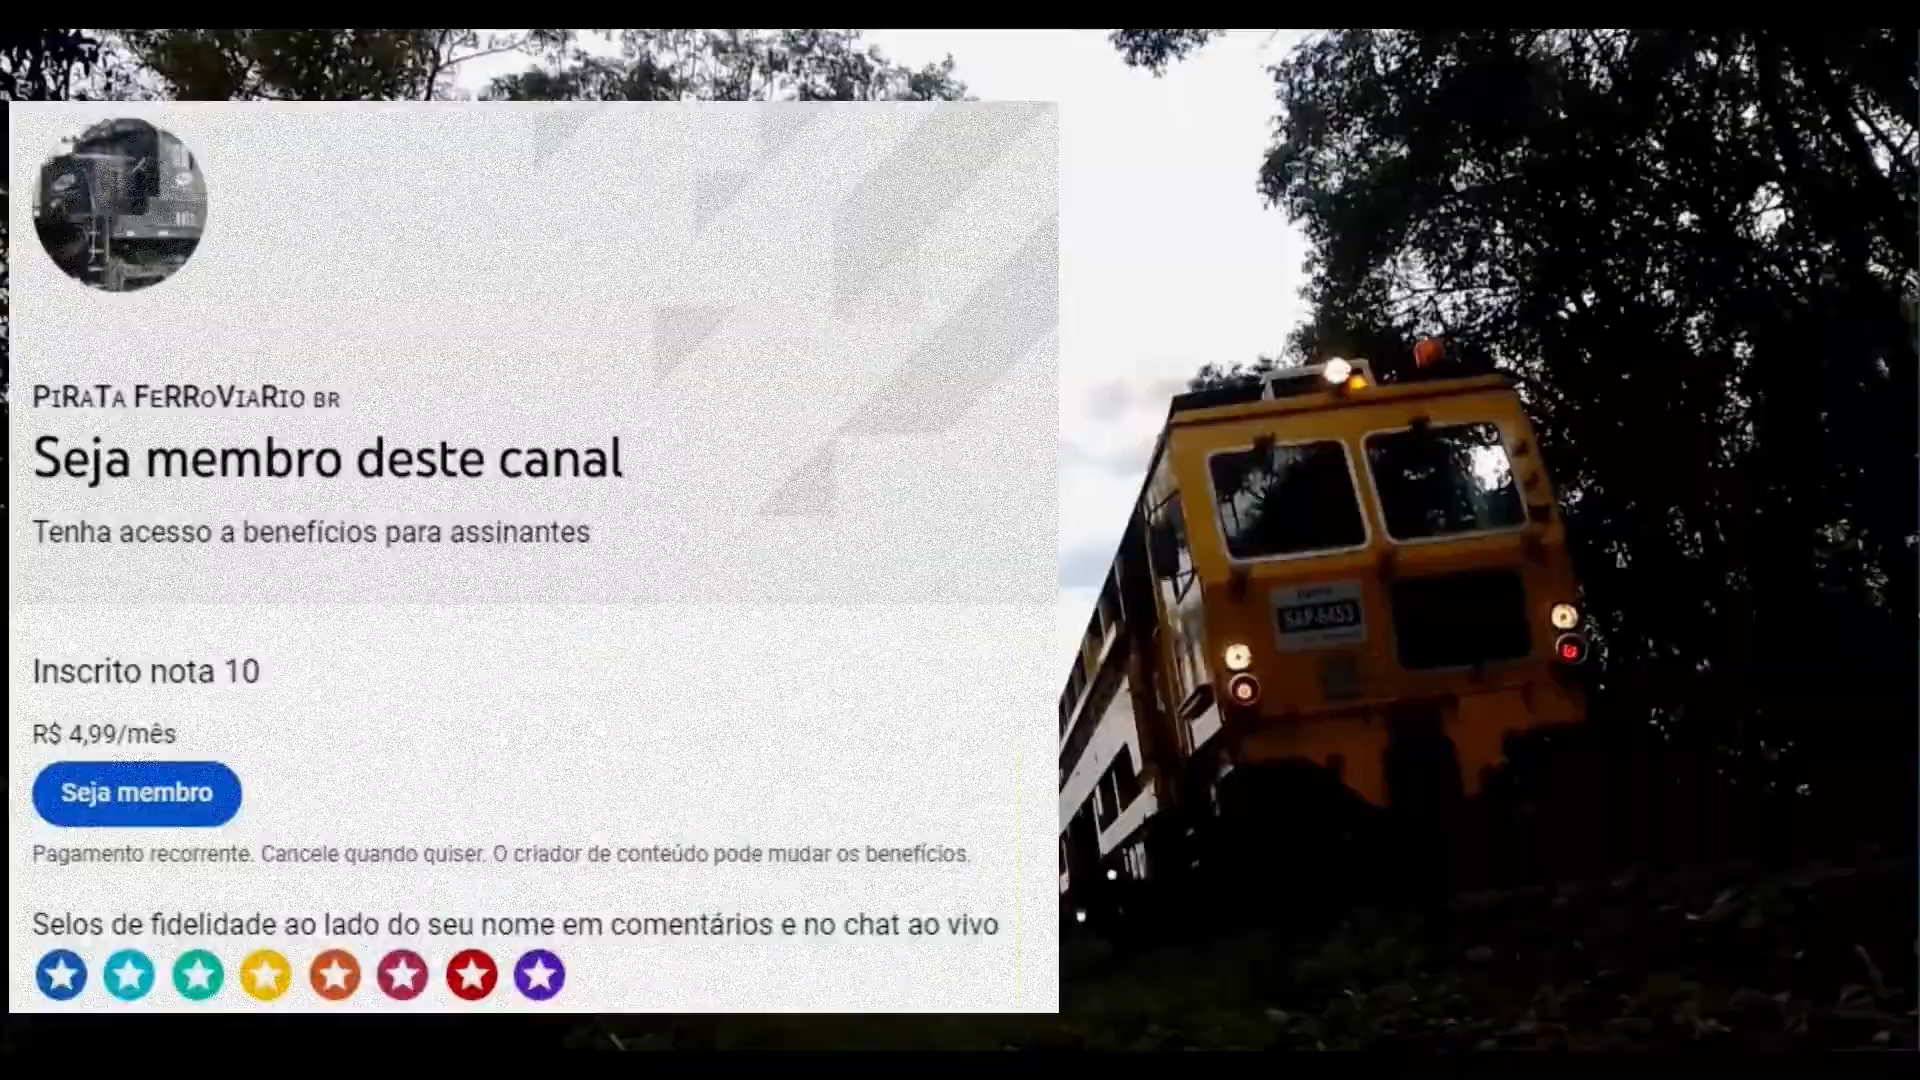 PiRaTa FeRRoViaRio BR
Seja membro deste canal
Tenha acesso a benefícios para assinantes
Inscrito nota 10
R$ 4,99/mês
Seja membro
Pagamento recorrente. Cancele quando quiser. O criador de conteúdo pode mudar os benefícios.
Selos de fidelidade ao lado do seu nome em comentários e no chat ao vivo